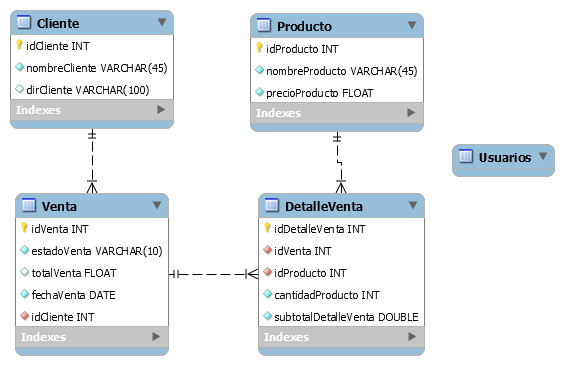 Cliente
idCliente INT
nombreCliente VARCHAR(45)
dirCliente VARCHAR(100)
Indexes
Producto
idProducto INT
nombreProducto VARCHAR(45)
precioProducto FLOAT
Indexes
Usuarios
Venta
idVenta INT
estadoVenta VARCHAR(10)
totalVenta FLOAT
fechaVenta DATE
idCliente INT
Indexes
DetalleVenta
idDetalleVenta INT
idVenta INT
idProducto INT
cantidadProducto INT
subtotalDetalleVenta DOUBLE
Indexes